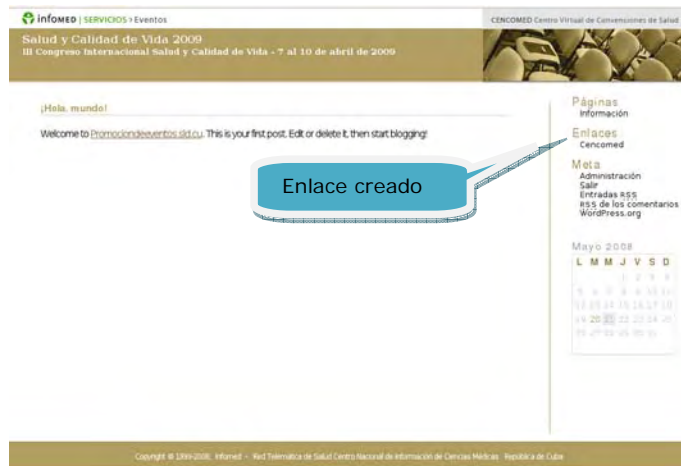 infomed | SERVICIOS > Eventos
CENCOMED Centro Virtual de Convenciones de Salud
Salud y Calidad de Vida 2009
III Congreso Internacional Salud y Calidad de Vida - 7 al 10 de abril de 2009
¡Hola, mundo!
Welcome to Promociondeeventos.sld.cu. This is your first post. Edit or delete it, then start blogging!
Enlace creado
Páginas
Información
Enlaces
Cencomed
Meta
Administración
Salir
Entradas RSS
RSS de los comentarios
WordPress.org
Mayo 2008
L M M J V S D
20 21
Copyright © 1999-2008, Infomed - Red Telemática de Salud Centro Nacional de Información de Ciencias Médicas República de Cuba